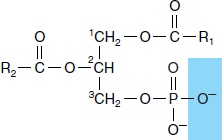 O
O ¹CH₂—O—C—R₁
R₂—C—O—²CH O
³CH₂—O—P—O⁻
O⁻